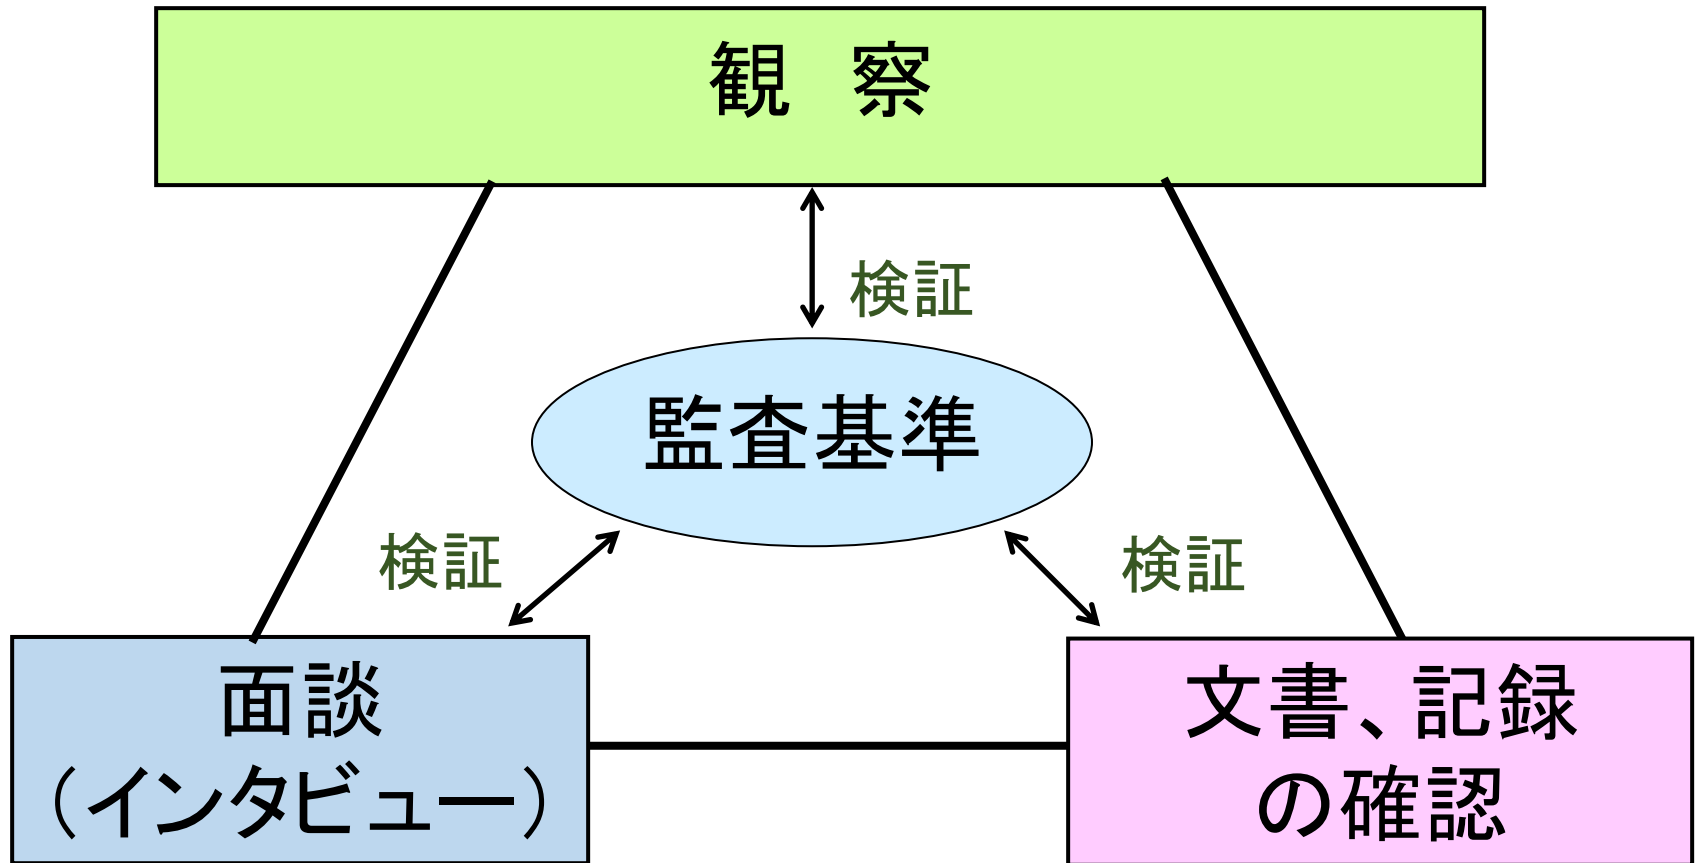 観　察
検証
監査基準
検証
検証
面談
（インタビュー）
文書、記録
の確認